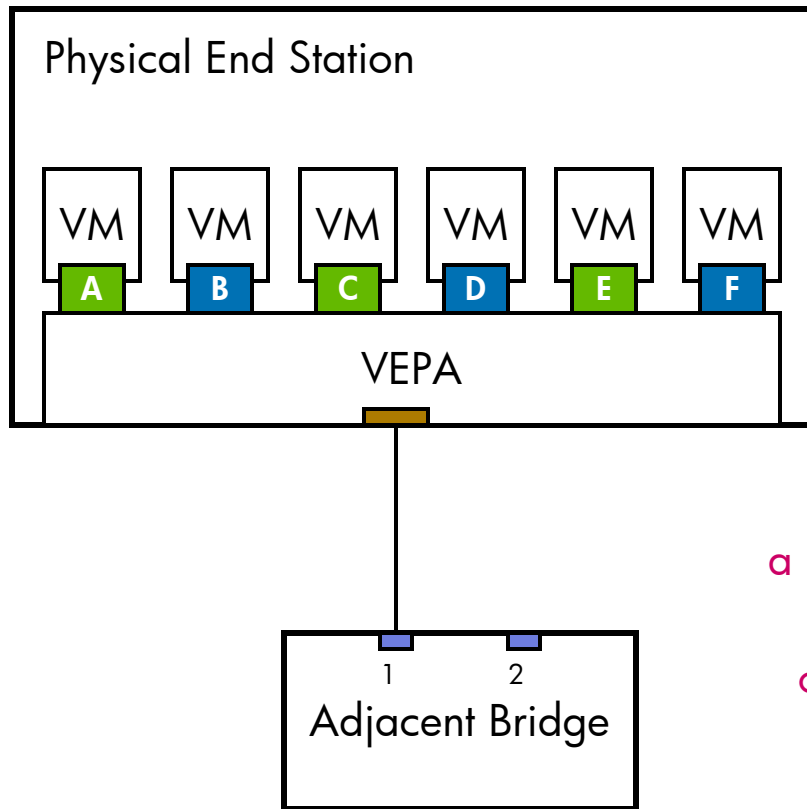 Physical End Station
VM VM VM VM VM VM
A B C D E F
VEPA
a
1 2
Adjacent Bridge